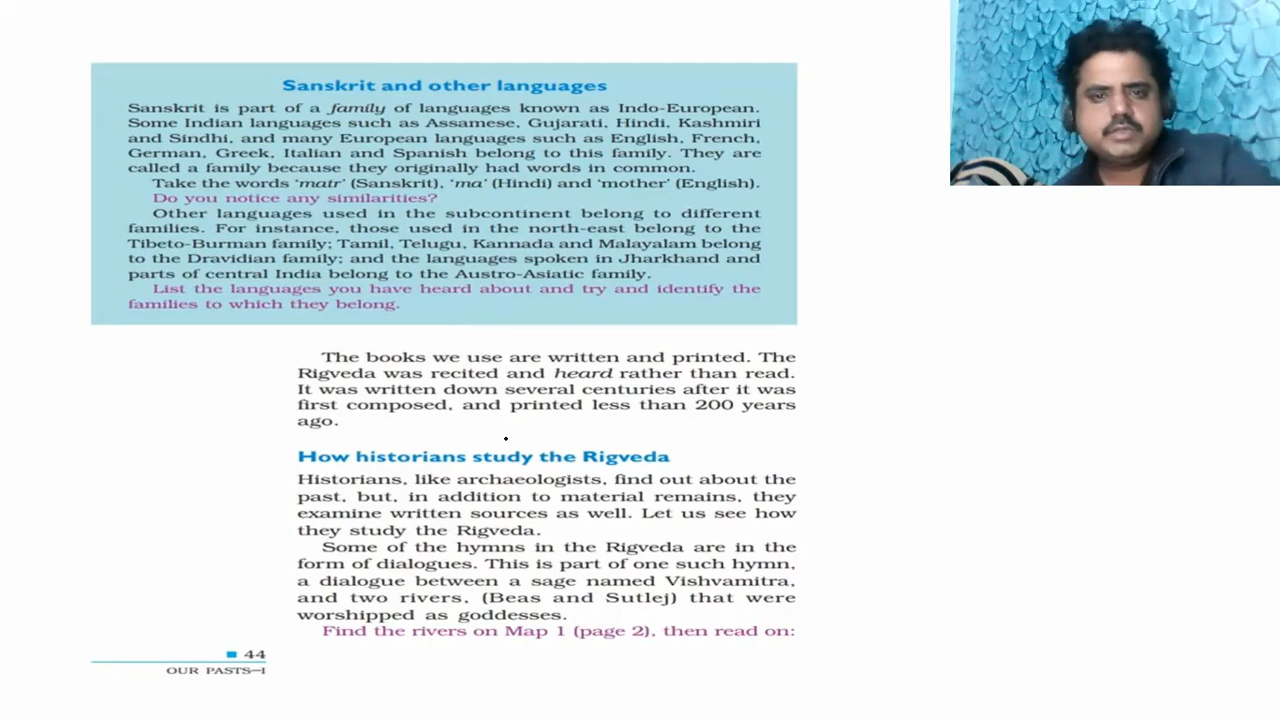 Sanskrit and other languages
Sanskrit is part of a family of languages known as Indo-European.
Some Indian languages such as Assamese, Gujarati, Hindi, Kashmiri
and Sindhi, and many European languages such as English, French,
German, Greek, Italian and Spanish belong to this family. They are
called a family because they originally had words in common.
Take the words ‘matr’ (Sanskrit), ‘ma’ (Hindi) and ‘mother’ (English).
Do you notice any similarities?
Other languages used in the subcontinent belong to different
families. For instance, those used in the north-east belong to the
Tibeto-Burman family; Tamil, Telugu, Kannada and Malayalam belong
to the Dravidian family; and the languages spoken in Jharkhand and
parts of central India belong to the Austro-Asiatic family.
List the languages you have heard about and try and identify the
families to which they belong.
The books we use are written and printed. The
Rigveda was recited and heard rather than read.
It was written down several centuries after it was
first composed, and printed less than 200 years
ago.
How historians study the Rigveda
Historians, like archaeologists, find out about the
past, but, in addition to material remains, they
examine written sources as well. Let us see how
they study the Rigveda.
Some of the hymns in the Rigveda are in the
form of dialogues. This is part of one such hymn,
a dialogue between a sage named Vishvamitra,
and two rivers, (Beas and Sutlej) that were
worshipped as goddesses.
Find the rivers on Map 1 (page 2), then read on:
44
OUR PASTS—I